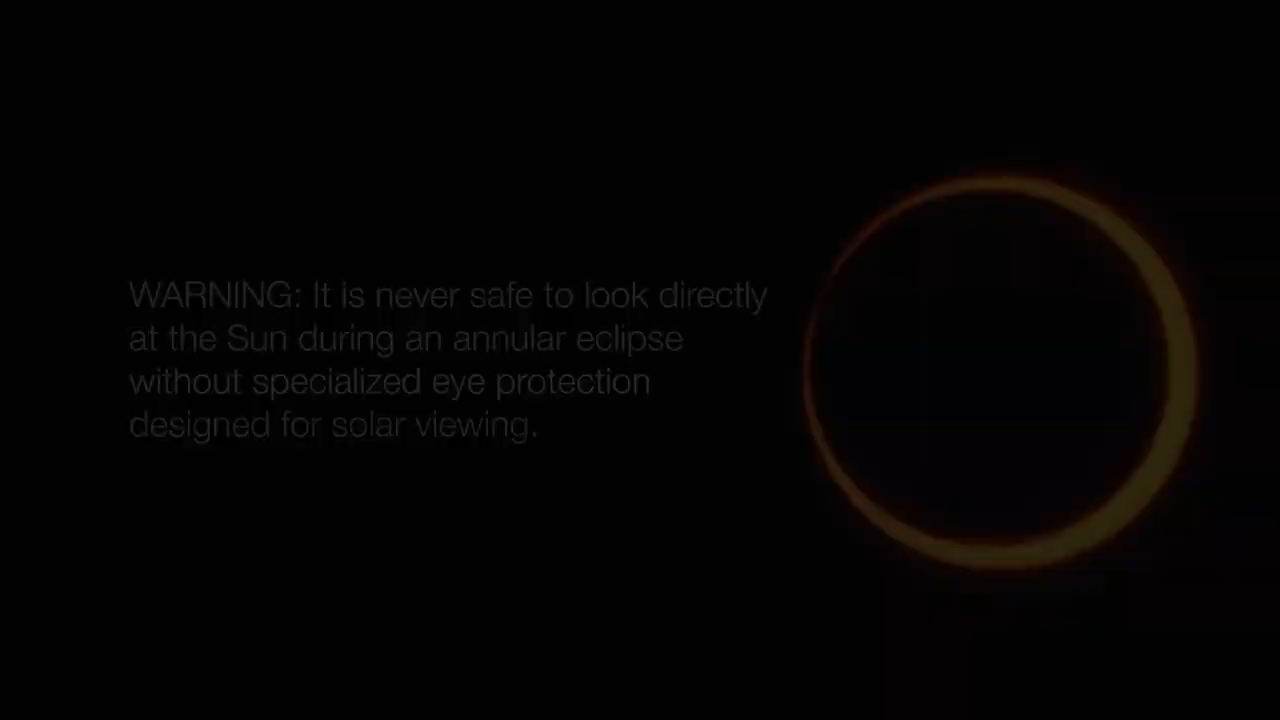 WARNING: It is never safe to look directly
at the Sun during an annular eclipse
without specialized eye protection
designed for solar viewing.